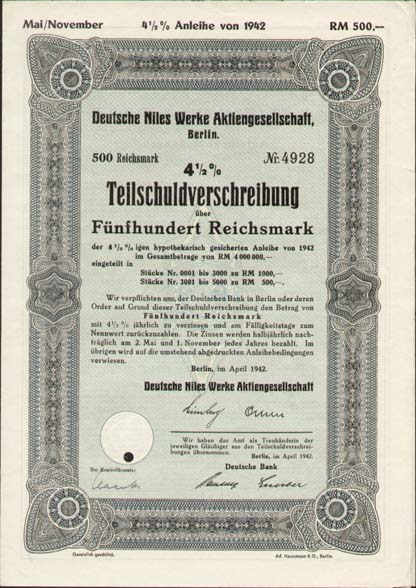 Mai/November 4½% Anleihe von 1942 RM 500,—
Deutsche Niles Werke Aktiengesellschaft,
Berlin.
500 Reichsmark Nr. 4928
4½%
Teilschuldverschreibung
über
Fünfhundert Reichsmark
der 4½%igen hypothekarisch gesicherten Anleihe von 1942
im Gesamtbetrage von RM 4 000 000,—
eingeteilt in
Stücke Nr. 0001 bis 3000 zu RM 1000,—
Stücke Nr. 3001 bis 5000 zu RM 500,—
Wir verpflichten uns, der Deutschen Bank in Berlin oder deren
Order auf Grund dieser Teilschuldverschreibung den Betrag von
Fünfhundert Reichsmark
mit 4½% jährlich zu verzinsen und am Fälligkeitstage zum
Nennwert zurückzuzahlen. Die Zinsen werden halbjährlich nach-
träglich am 2. Mai und 1. November jedes Jahres bezahlt. Im
übrigen wird auf die umstehend abgedruckten Anleihebedingungen
verwiesen.
Berlin, im April 1942.
Deutsche Niles Werke Aktiengesellschaft
Wir haben das Amt als Treuhänderin der
jeweiligen Gläubiger aus den Teilschuldverschrei-
bungen übernommen.
Berlin, im April 1942.
Der Kontrollbeamte:
Deutsche Bank
Gesetzlich geschützt. Ad. Haussmann K.G., Berlin.